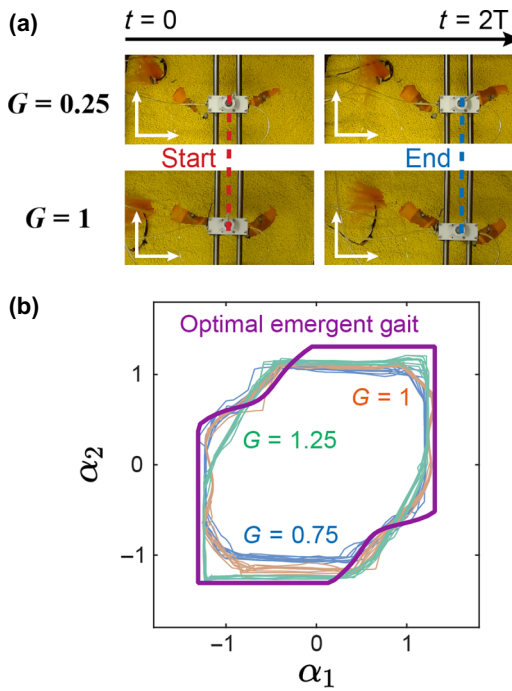 (a)
t = 0
t = 2T
G = 0.25
Start
End
G = 1
(b)
Optimal emergent gait
1
G = 1
G = 1.25
α2
0
G = 0.75
−1
−1
0
1
α1